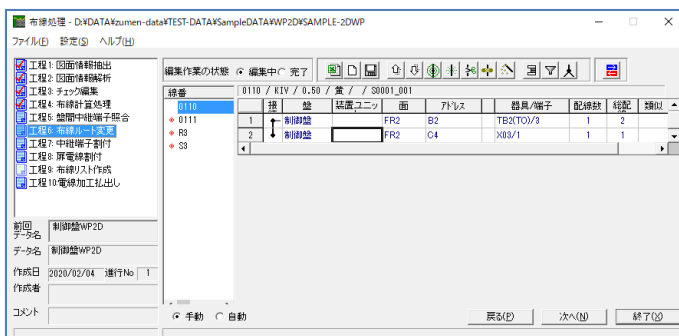 布線処理 - D:¥DATA¥zumen-data¥TEST-DATA¥SampleDATA¥WP2D¥SAMPLE-2DWP
ファイル(F) 設定(S) ヘルプ(H)
工程1: 図面情報抽出
工程2: 図面情報解析
工程3: チェック編集
工程4: 布線計算処理
工程5: 盤間中継端子照合
工程6: 布線ルート変更
工程7: 中継端子割付
工程8: 扉電線割付
工程9: 布線リスト作成
工程10:電線加工払出し
編集作業の状態 編集中 完了
線番
0110
0111
R3
S3
0110 / KIV / 0.50 / 黄 / / S0001_001
接 盤 装置ユニッ 面 アドレス 器具/端子 配線数 総配 類似
1 制御盤 FR2 B2 TB2(TO)/3 1 2
2 制御盤 FR2 C4 X03/1 1 1
前回データ名 制御盤WP2D
データ名 制御盤WP2D
作成日 2020/02/04 進行No 1
作成者
コメント
手動 自動
戻る(P) 次へ(N) 終了(X)